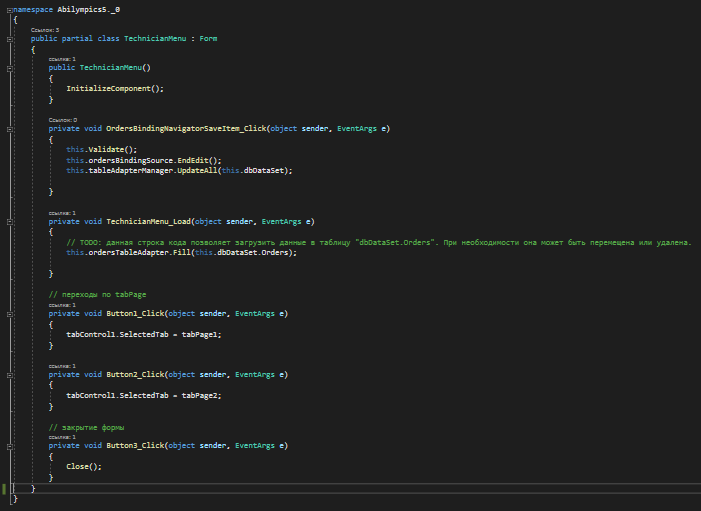 namespace Abilympics5._0
{
Ссылок: 3
public partial class TechnicianMenu : Form
{
ссылка: 1
public TechnicianMenu()
{
InitializeComponent();
}
Ссылок: 0
private void OrdersBindingNavigatorSaveItem_Click(object sender, EventArgs e)
{
this.Validate();
this.ordersBindingSource.EndEdit();
this.tableAdapterManager.UpdateAll(this.dbDataSet);
}
ссылка: 1
private void TechnicianMenu_Load(object sender, EventArgs e)
{
// TODO: данная строка кода позволяет загрузить данные в таблицу "dbDataSet.Orders". При необходимости она может быть перемещена или удалена.
this.ordersTableAdapter.Fill(this.dbDataSet.Orders);
}
// переходы по tabPage
ссылка: 1
private void Button1_Click(object sender, EventArgs e)
{
tabControl1.SelectedTab = tabPage1;
}
ссылка: 1
private void Button2_Click(object sender, EventArgs e)
{
tabControl1.SelectedTab = tabPage2;
}
// закрытие формы
ссылка: 1
private void Button3_Click(object sender, EventArgs e)
{
Close();
}
}
}